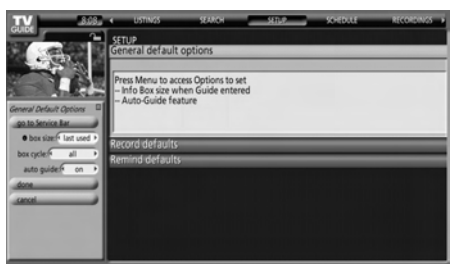 TV GUIDE
8:08
LISTINGS SEARCH SETUP SCHEDULE RECORDINGS
SETUP
General default options
Press Menu to access Options to set
– Info Box size when Guide entered
– Auto-Guide feature
Record defaults
Remind defaults
General Default Options
go to Service Bar
box size: last used
box cycle: all
auto guide: on
done
cancel